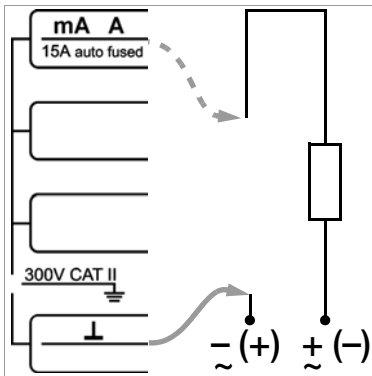 mA A
15A auto fused
300V CAT II
− (+) + (−)
~ ~